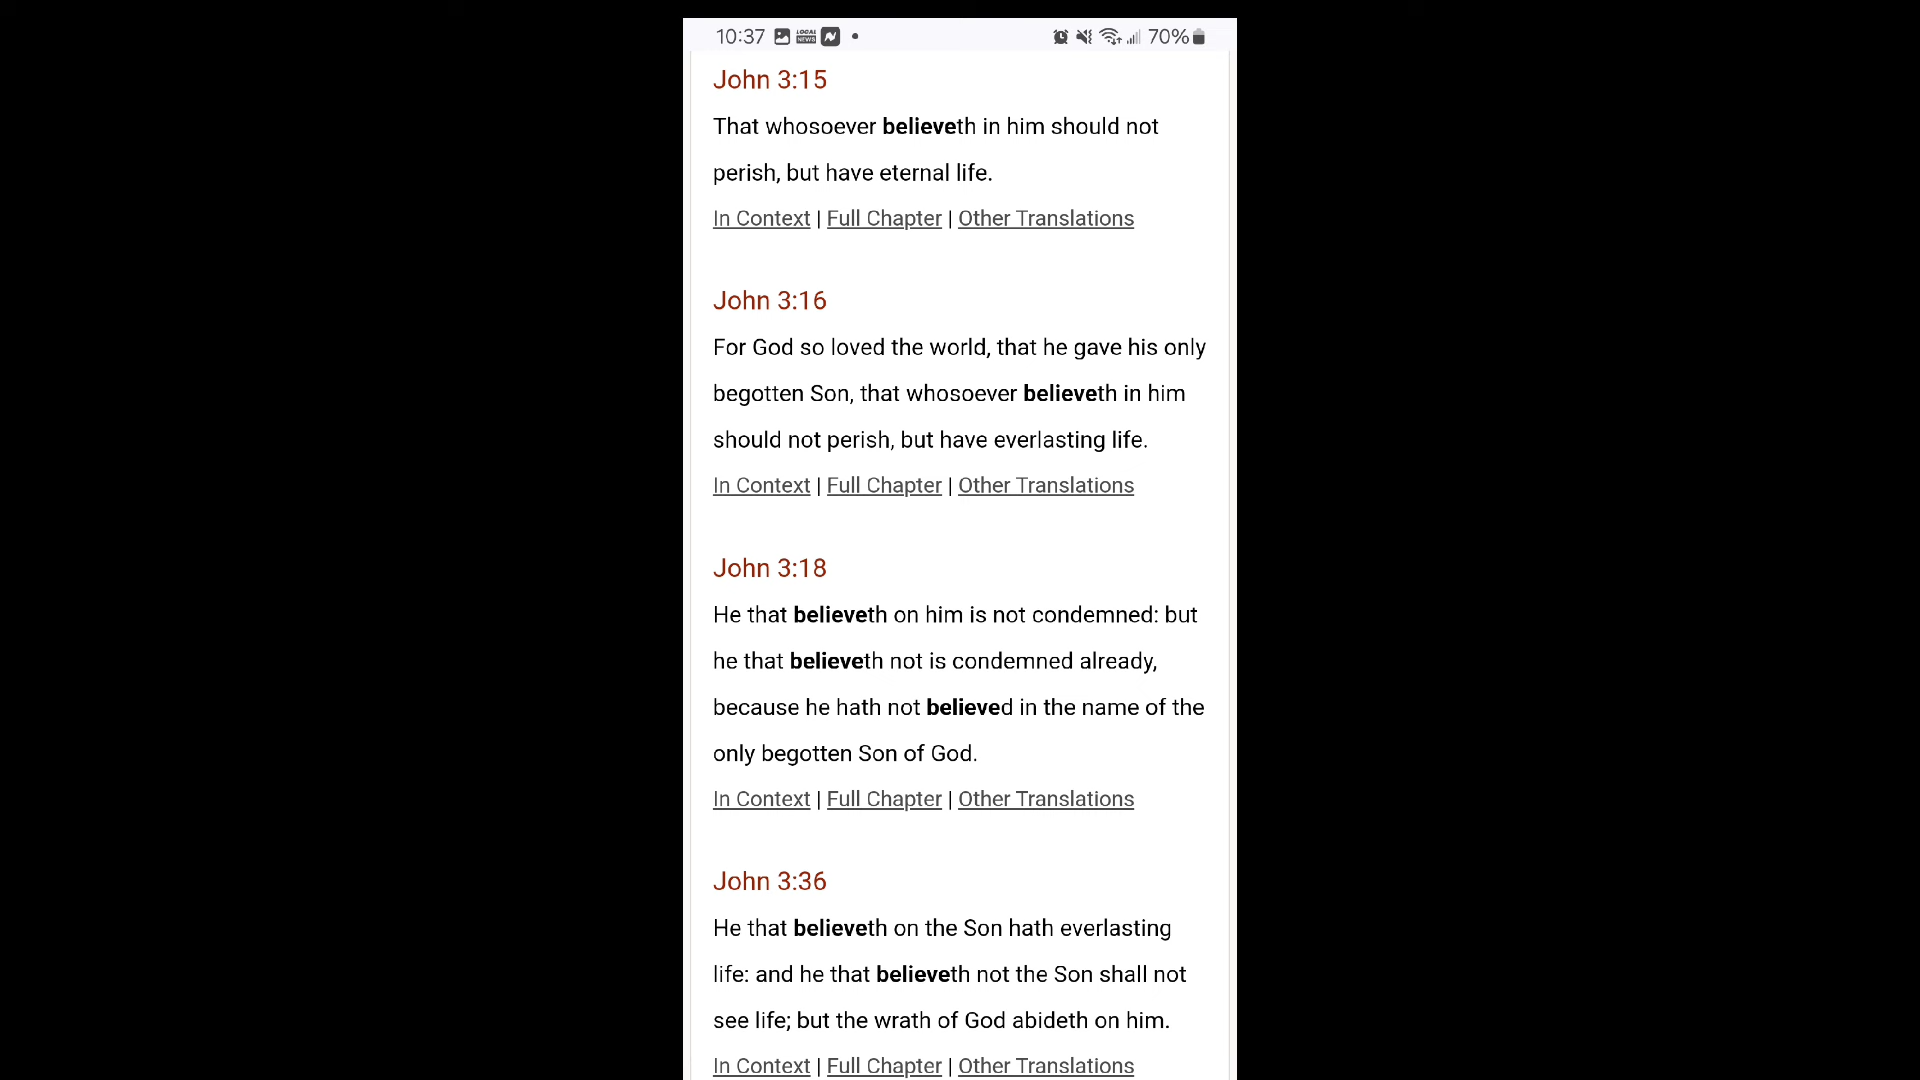 10:37 LOCAL NEWS 70%
John 3:15
That whosoever believeth in him should not
perish, but have eternal life.
In Context | Full Chapter | Other Translations
John 3:16
For God so loved the world, that he gave his only
begotten Son, that whosoever believeth in him
should not perish, but have everlasting life.
In Context | Full Chapter | Other Translations
John 3:18
He that believeth on him is not condemned: but
he that believeth not is condemned already,
because he hath not believed in the name of the
only begotten Son of God.
In Context | Full Chapter | Other Translations
John 3:36
He that believeth on the Son hath everlasting
life: and he that believeth not the Son shall not
see life; but the wrath of God abideth on him.
In Context | Full Chapter | Other Translations